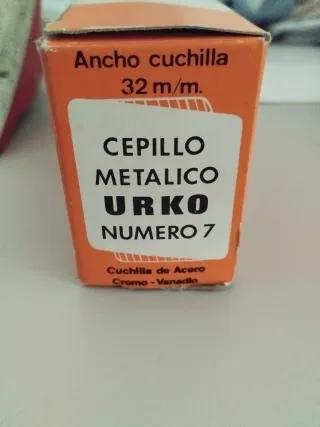 Ancho cuchilla
32 m/m.
CEPILLO
METALICO
URKO
NUMERO 7
Cuchilla de Acero
Cromo - Vanadio